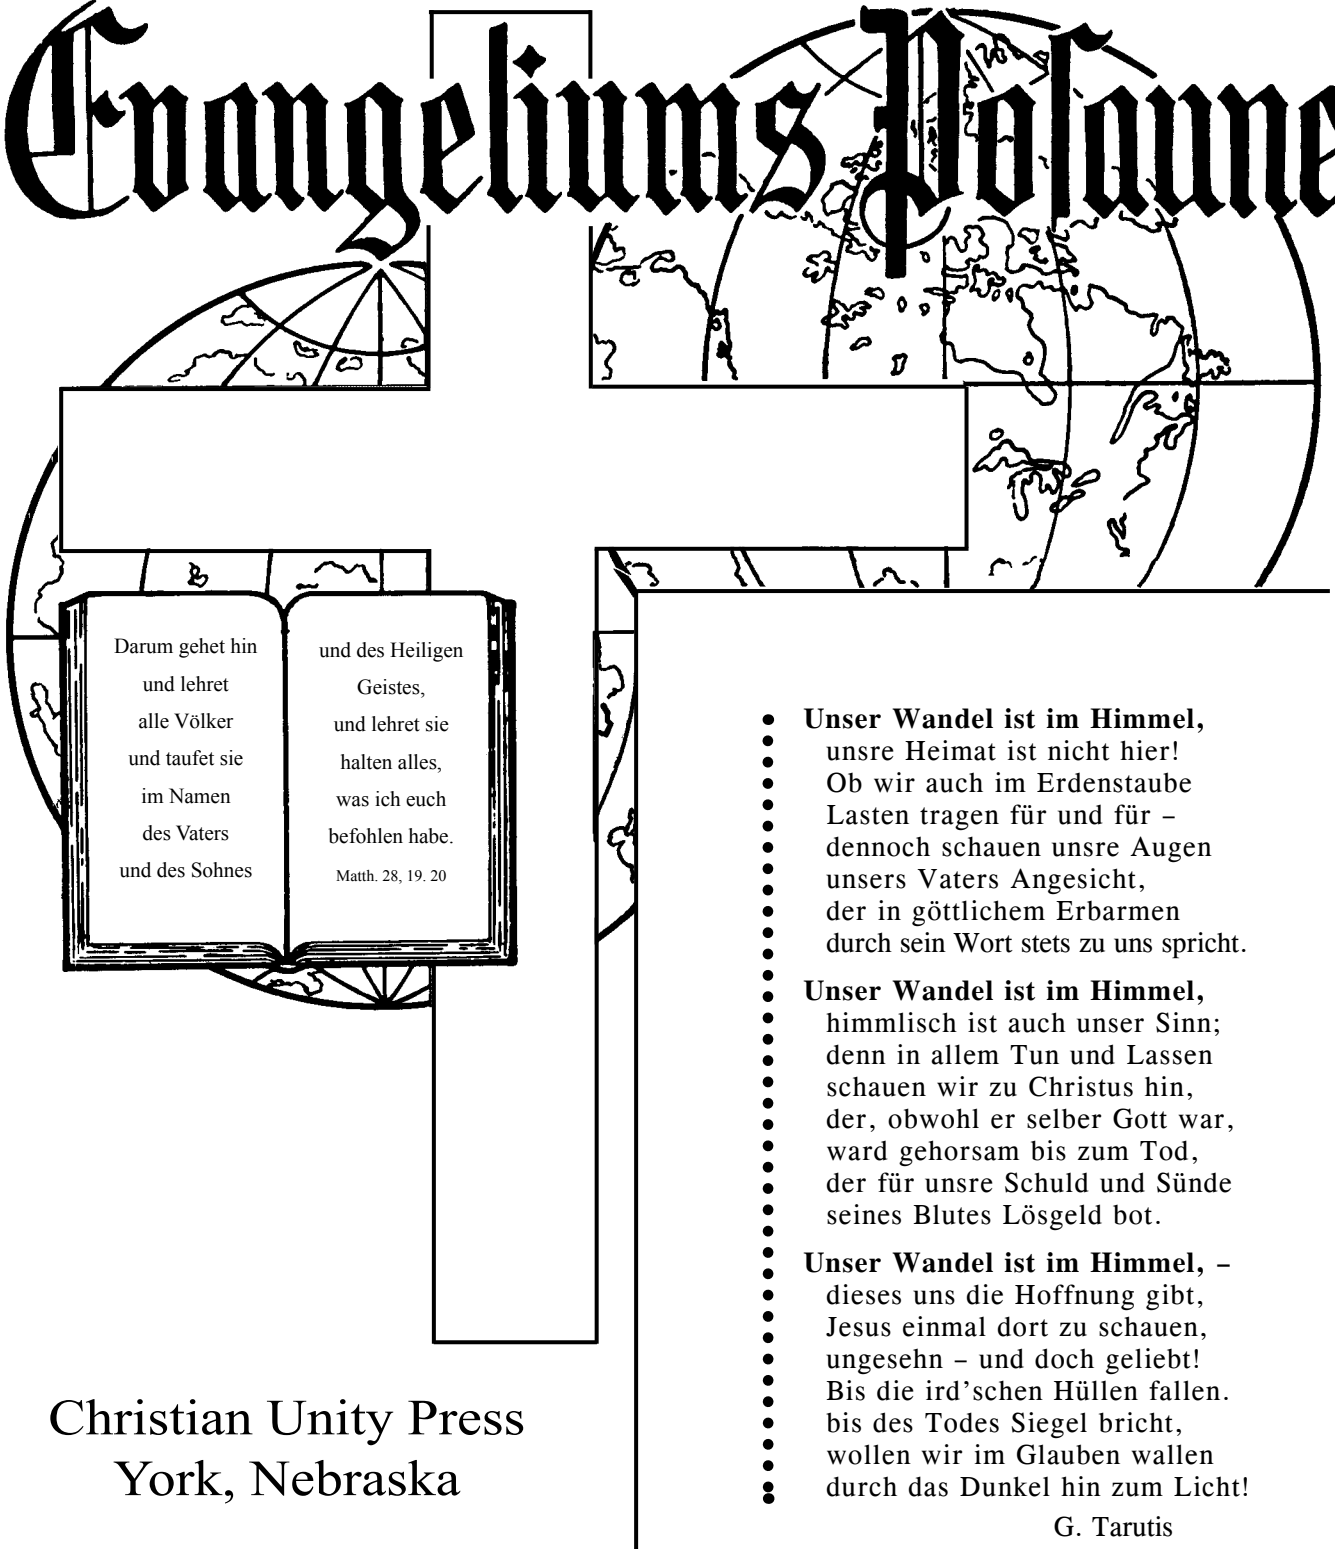 Evangeliums Posaune
Darum gehet hin
und lehret
alle Völker
und taufet sie
im Namen
des Vaters
und des Sohnes
und des Heiligen
Geistes,
und lehret sie
halten alles,
was ich euch
befohlen habe.
Matth. 28, 19. 20
Unser Wandel ist im Himmel,
unsre Heimat ist nicht hier!
Ob wir auch im Erdenstaube
Lasten tragen für und für –
dennoch schauen unsre Augen
unsers Vaters Angesicht,
der in göttlichem Erbarmen
durch sein Wort stets zu uns spricht.
Unser Wandel ist im Himmel,
himmlisch ist auch unser Sinn;
denn in allem Tun und Lassen
schauen wir zu Christus hin,
der, obwohl er selber Gott war,
ward gehorsam bis zum Tod,
der für unsre Schuld und Sünde
seines Blutes Lösgeld bot.
Unser Wandel ist im Himmel, –
dieses uns die Hoffnung gibt,
Jesus einmal dort zu schauen,
ungesehn – und doch geliebt!
Bis die ird’schen Hüllen fallen.
bis des Todes Siegel bricht,
wollen wir im Glauben wallen
durch das Dunkel hin zum Licht!
G. Tarutis
Christian Unity Press
York, Nebraska